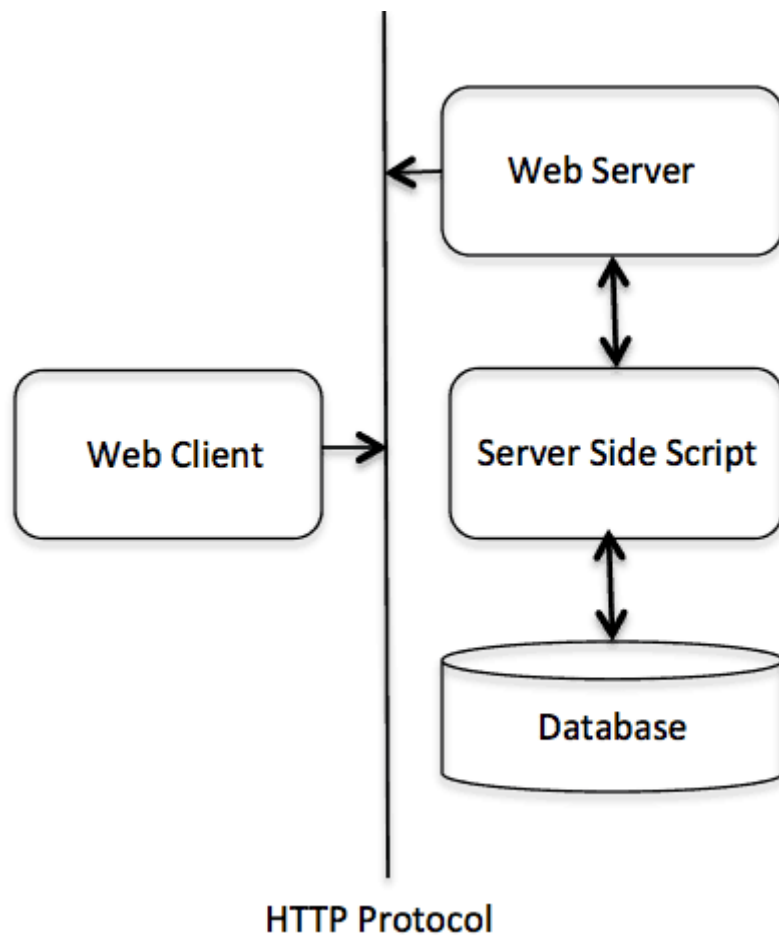 Web Server
Web Client
Server Side Script
Database
HTTP Protocol